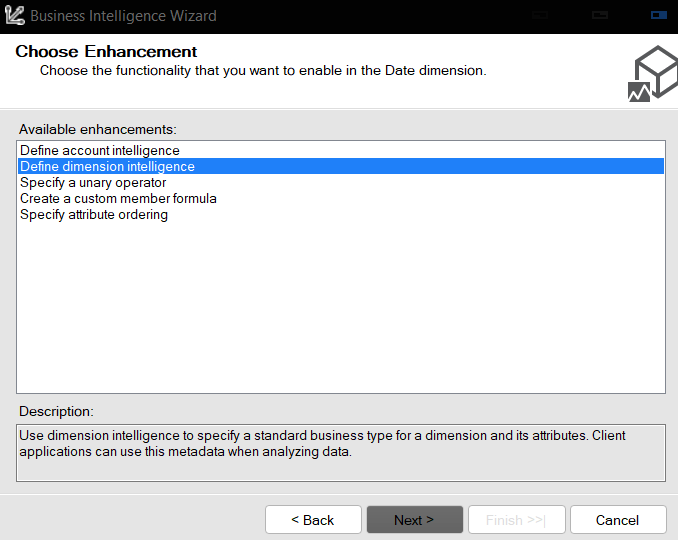 Business Intelligence Wizard
Choose Enhancement
Choose the functionality that you want to enable in the Date dimension.
Available enhancements:
Define account intelligence
Define dimension intelligence
Specify a unary operator
Create a custom member formula
Specify attribute ordering
Description:
Use dimension intelligence to specify a standard business type for a dimension and its attributes. Client
applications can use this metadata when analyzing data.
< Back
Next >
Finish >>|
Cancel